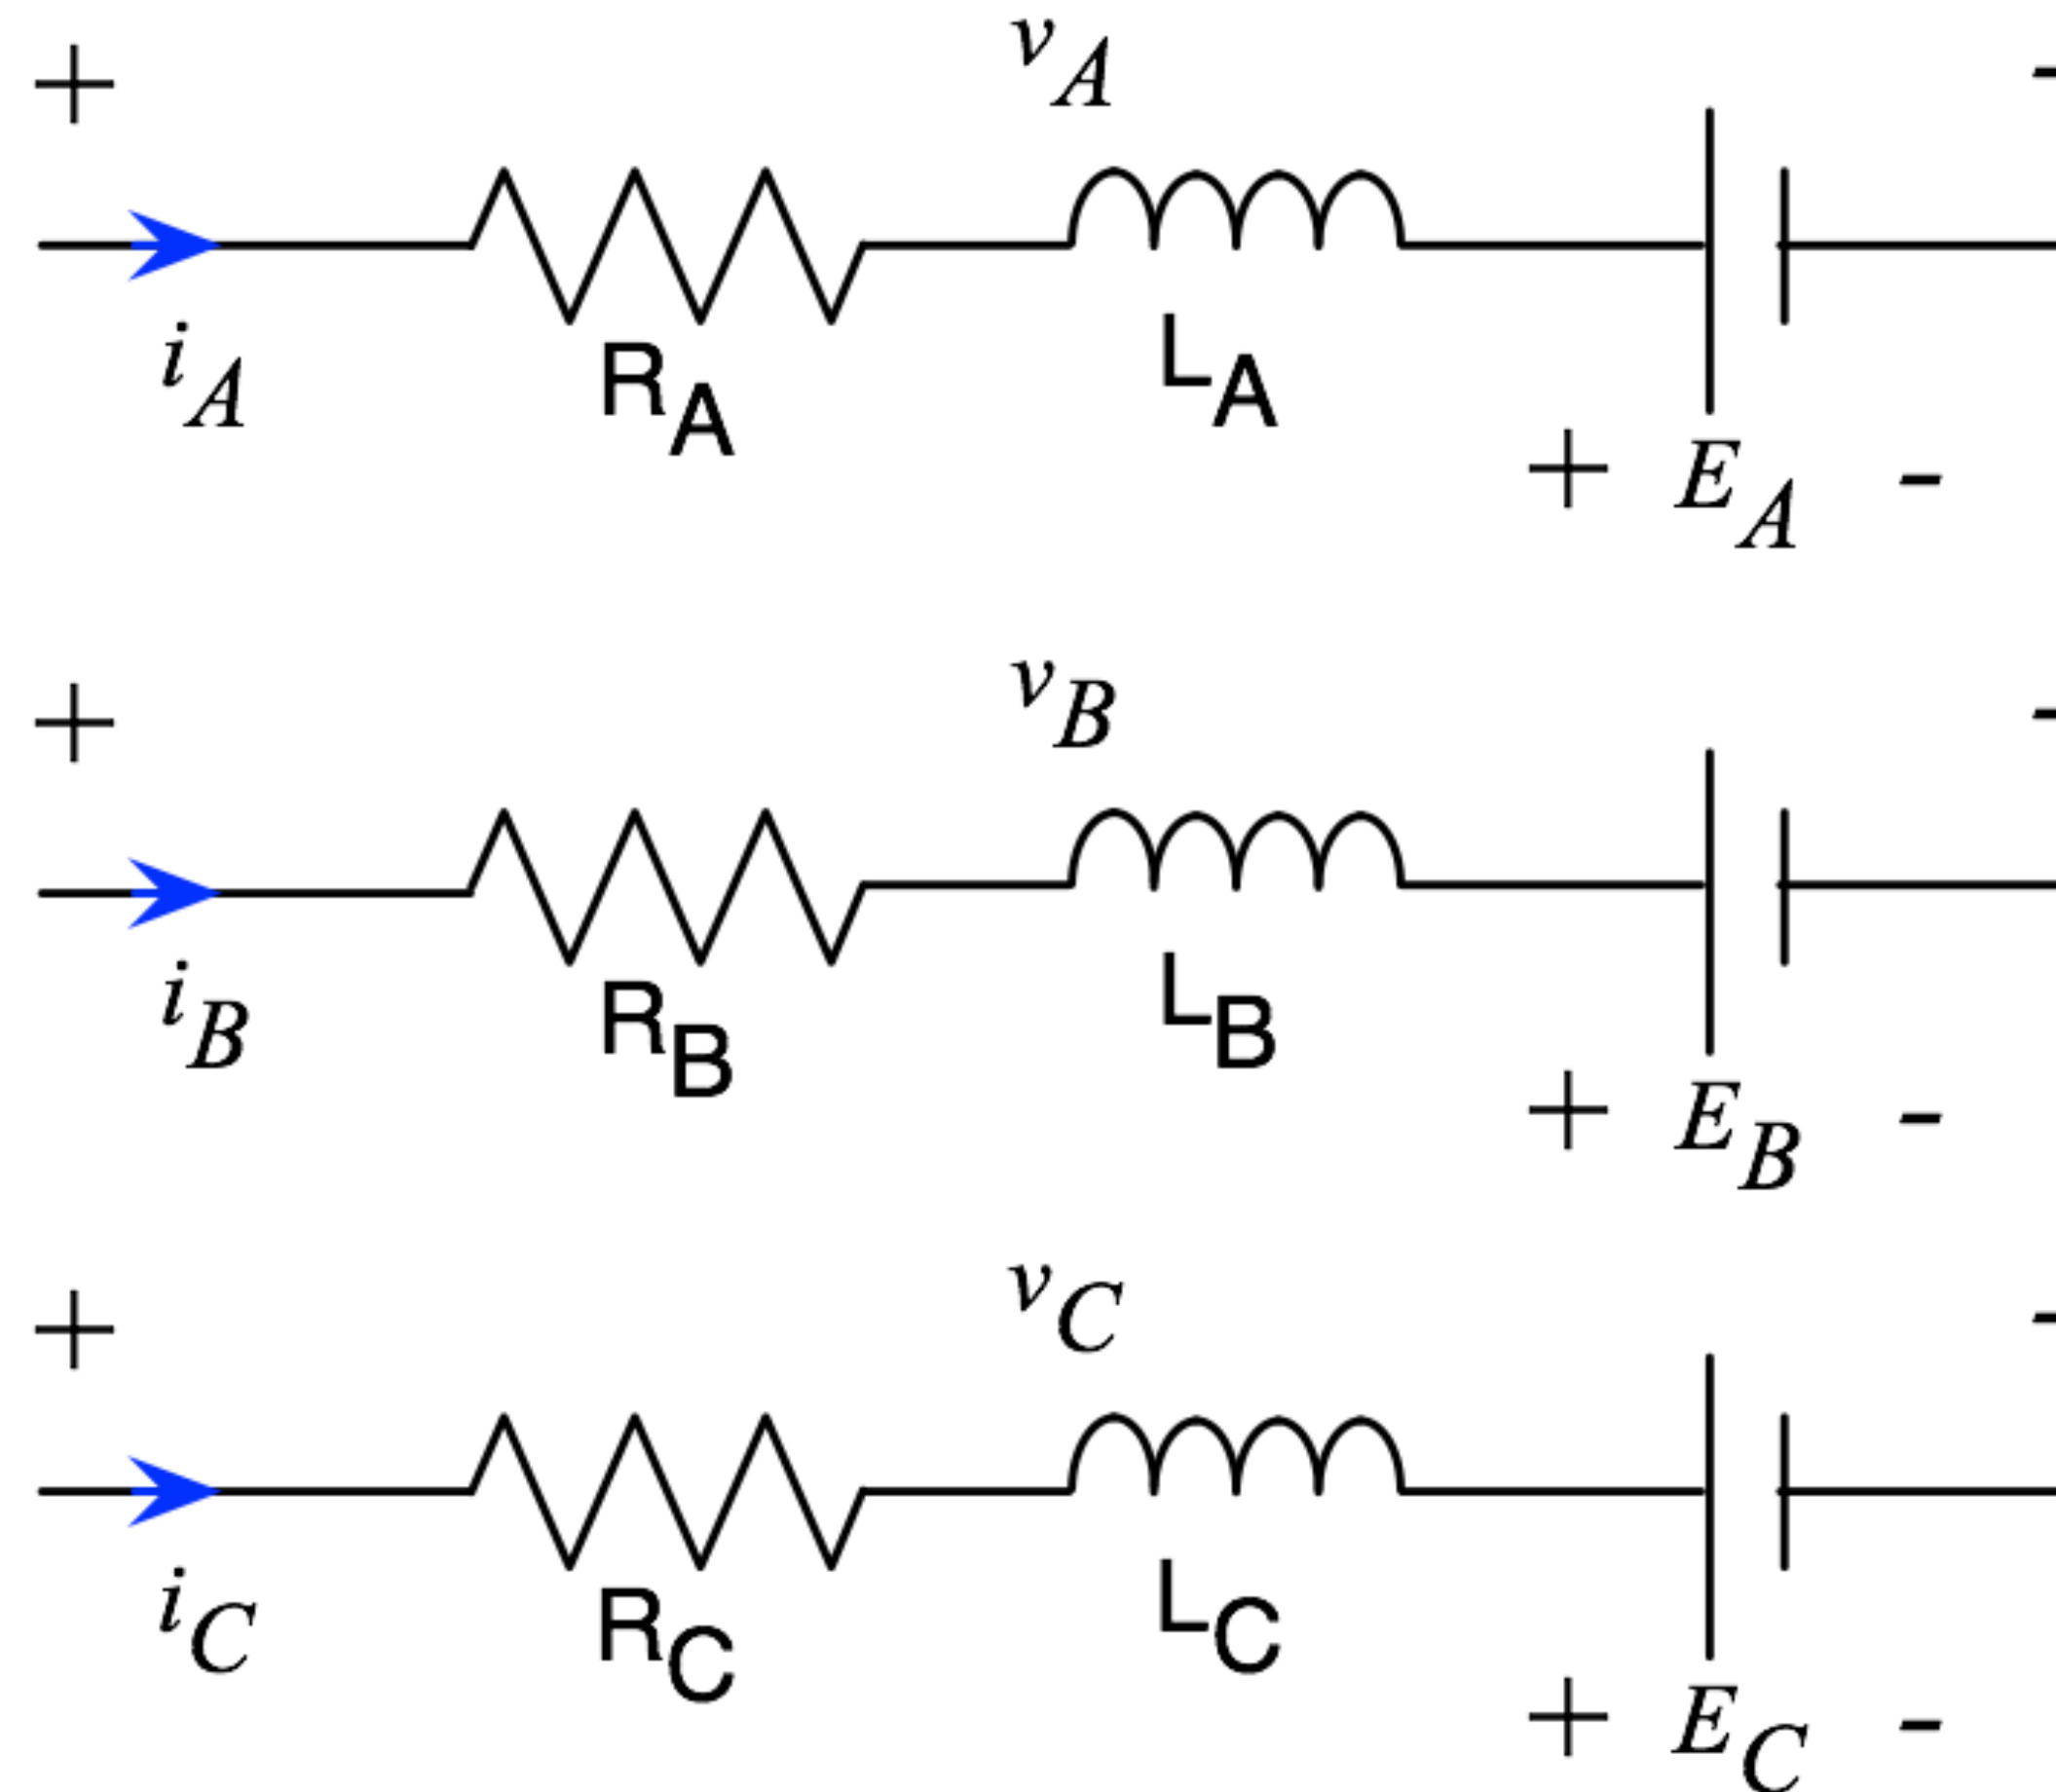 + vA -
iA RA LA
+ EA -
+ vB -
iB RB LB
+ EB -
+ vC -
iC RC LC
+ EC -